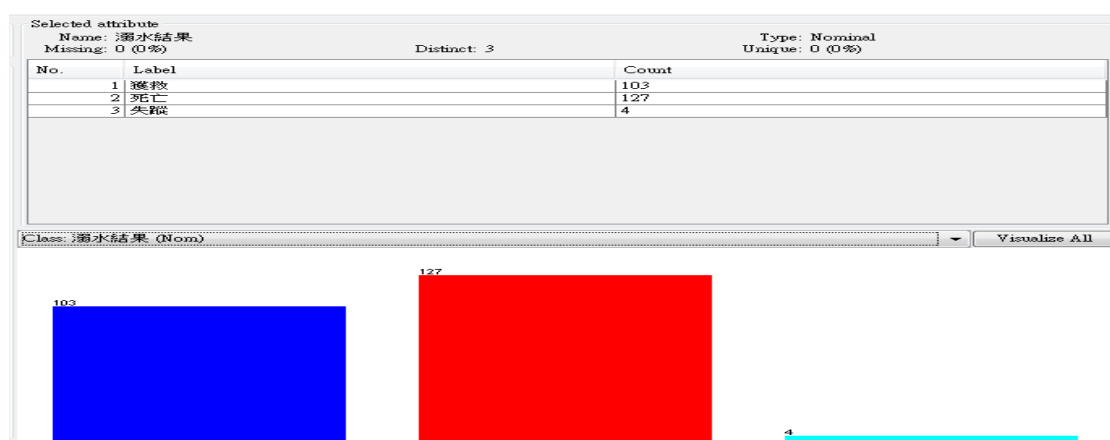 Selected attribute
Name: 溺水結果 Type: Nominal
Missing: 0 (0%) Distinct: 3 Unique: 0 (0%)
No. Label Count
1 獲救 103
2 死亡 127
3 失蹤 4
Class: 溺水結果 (Nom) Visualize All
127
103
4